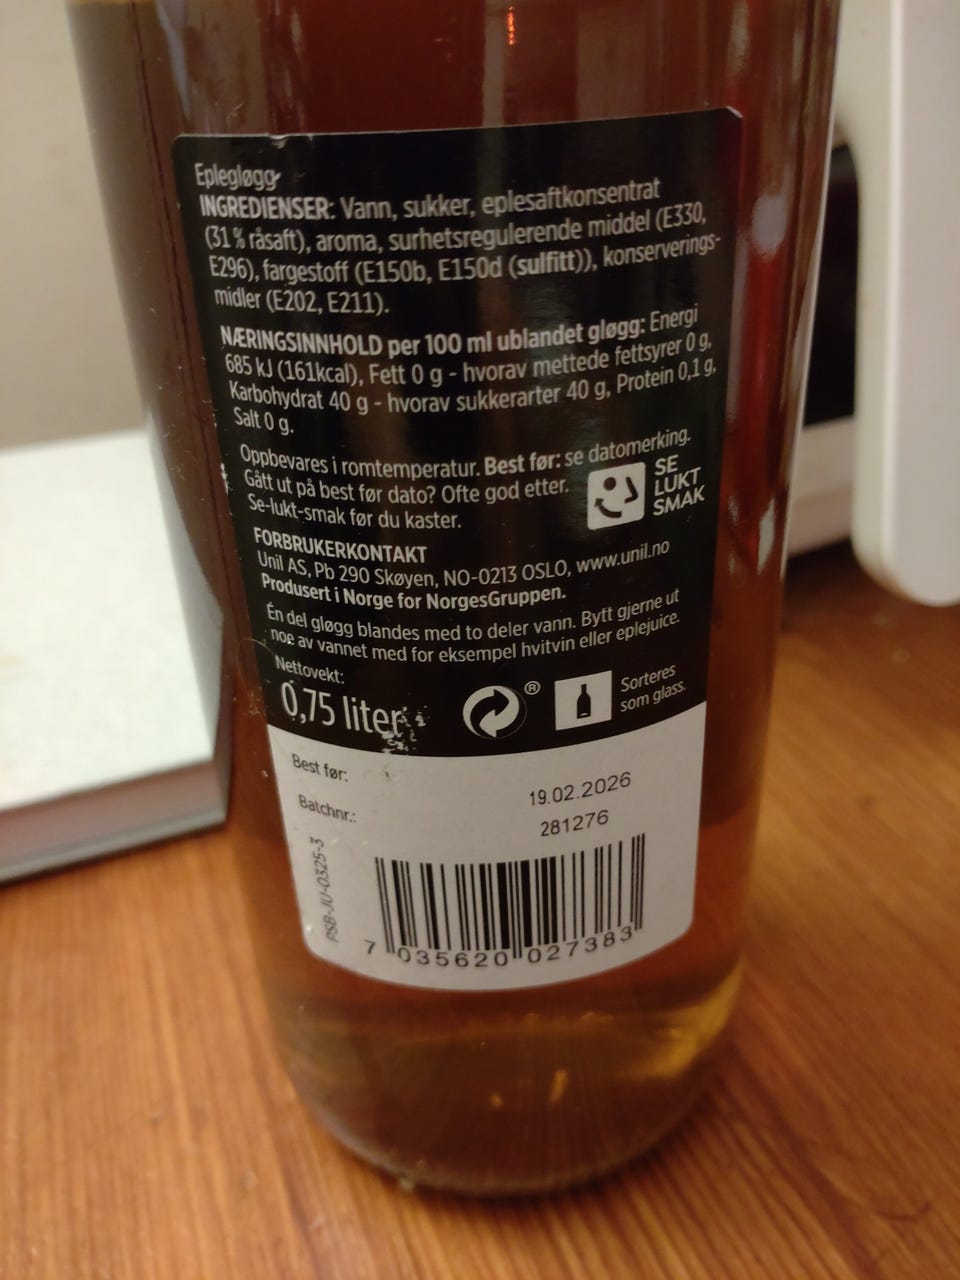 Eplegløgg
INGREDIENSER: Vann, sukker, eplesaftkonsentrat
(31 % råsaft), aroma, surhetsregulerende middel (E330,
E296), fargestoff (E150b, E150d (sulfitt)), konserverings-
midler (E202, E211).
NÆRINGSINNHOLD per 100 ml ublandet gløgg: Energi
685 kJ (161kcal), Fett 0 g - hvorav mettede fettsyrer 0 g,
Karbohydrat 40 g - hvorav sukkerarter 40 g, Protein 0,1 g,
Salt 0 g.
Oppbevares i romtemperatur. Best før: se datomerking.
Gått ut på best før dato? Ofte god etter.
Se-lukt-smak før du kaster.
SE
LUKT
SMAK
FORBRUKERKONTAKT
Unil AS, Pb 290 Skøyen, NO-0213 OSLO, www.unil.no
Produsert i Norge for NorgesGruppen.
Én del gløgg blandes med to deler vann. Bytt gjerne ut
noe av vannet med for eksempel hvitvin eller eplejuice.
Nettovekt:
0,75 liter
®
Sorteres
som glass.
Best før: 19.02.2026
Batchnr.: 281276
PSB-JU-0325-3
7 035620 027383